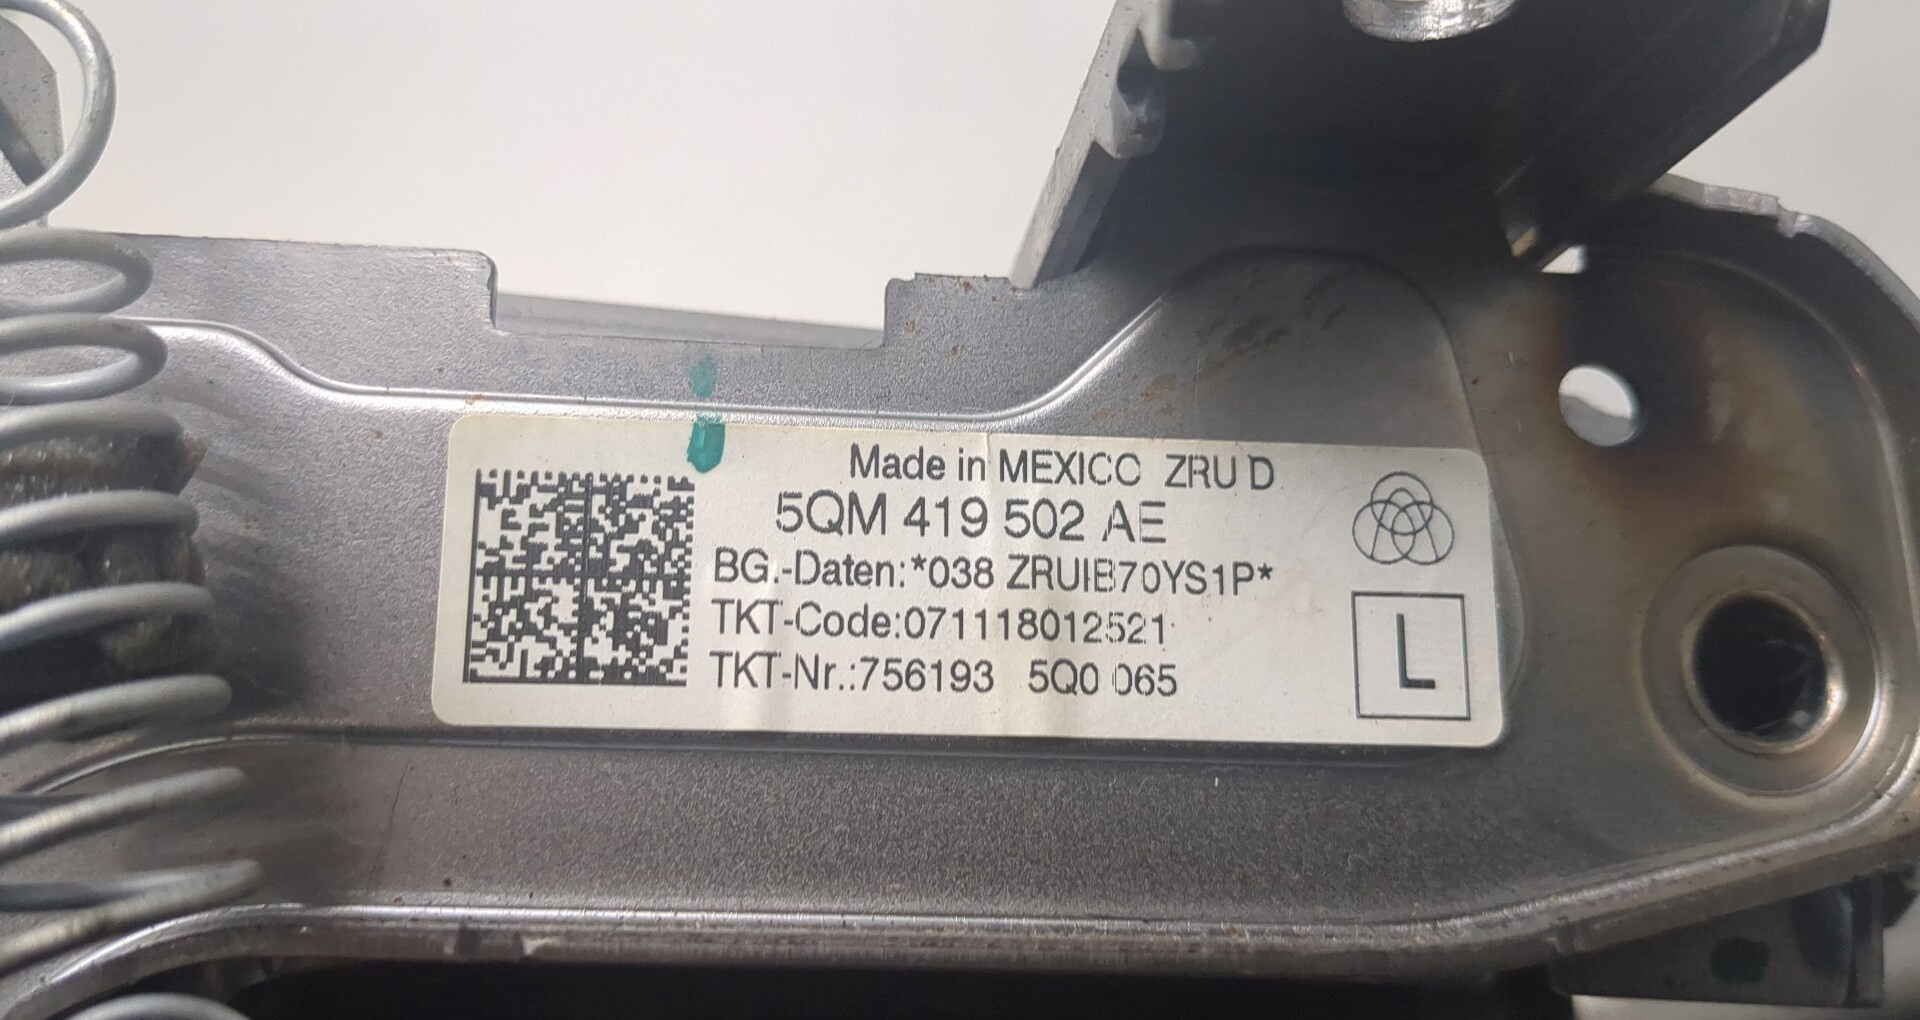 Made in MEXICO ZRU D
5QM 419 502 AE
BG.-Daten:*038 ZRUIB70YS1P*
TKT-Code:071118012521
TKT-Nr.:756193 5Q0 065
L